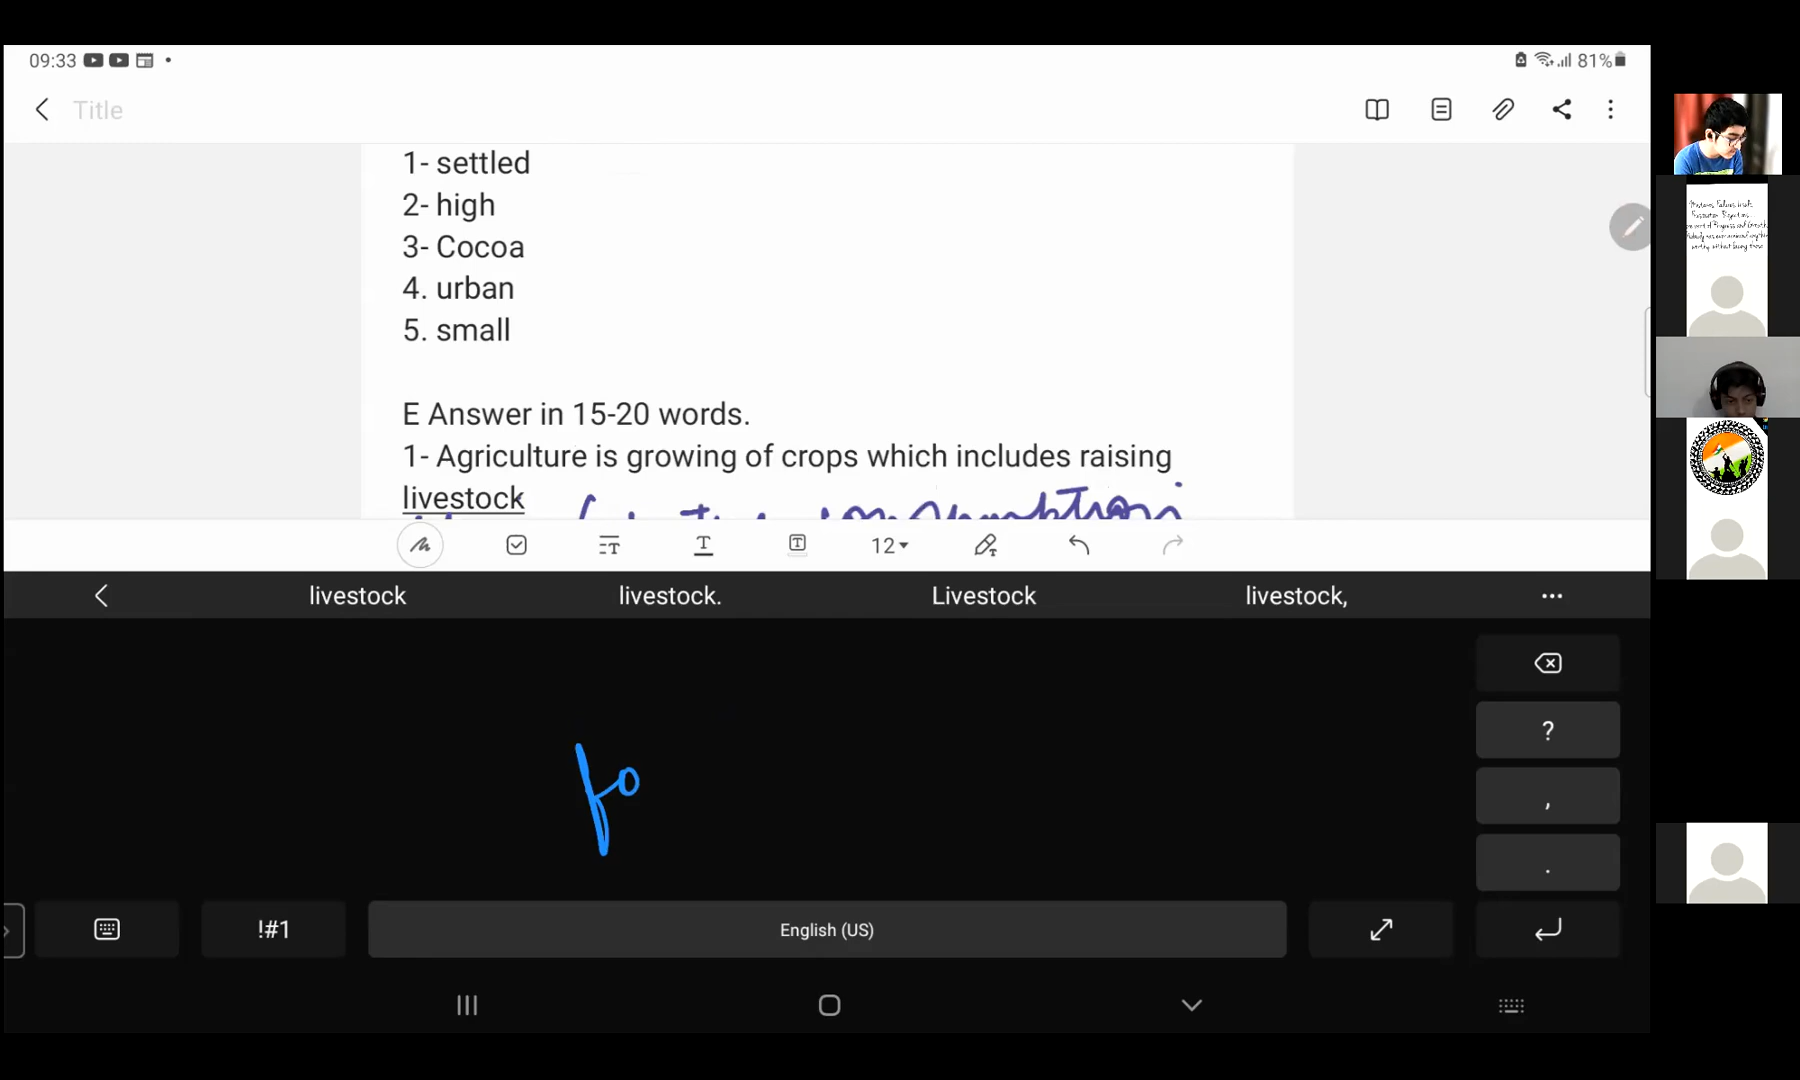 09:33
81%
Title
1- settled
2- high
3- Cocoa
4. urban
5. small
E Answer in 15-20 words.
1- Agriculture is growing of crops which includes raising
livestock
12
livestock livestock. Livestock livestock,
fo
?
,
.
!#1
English (US)